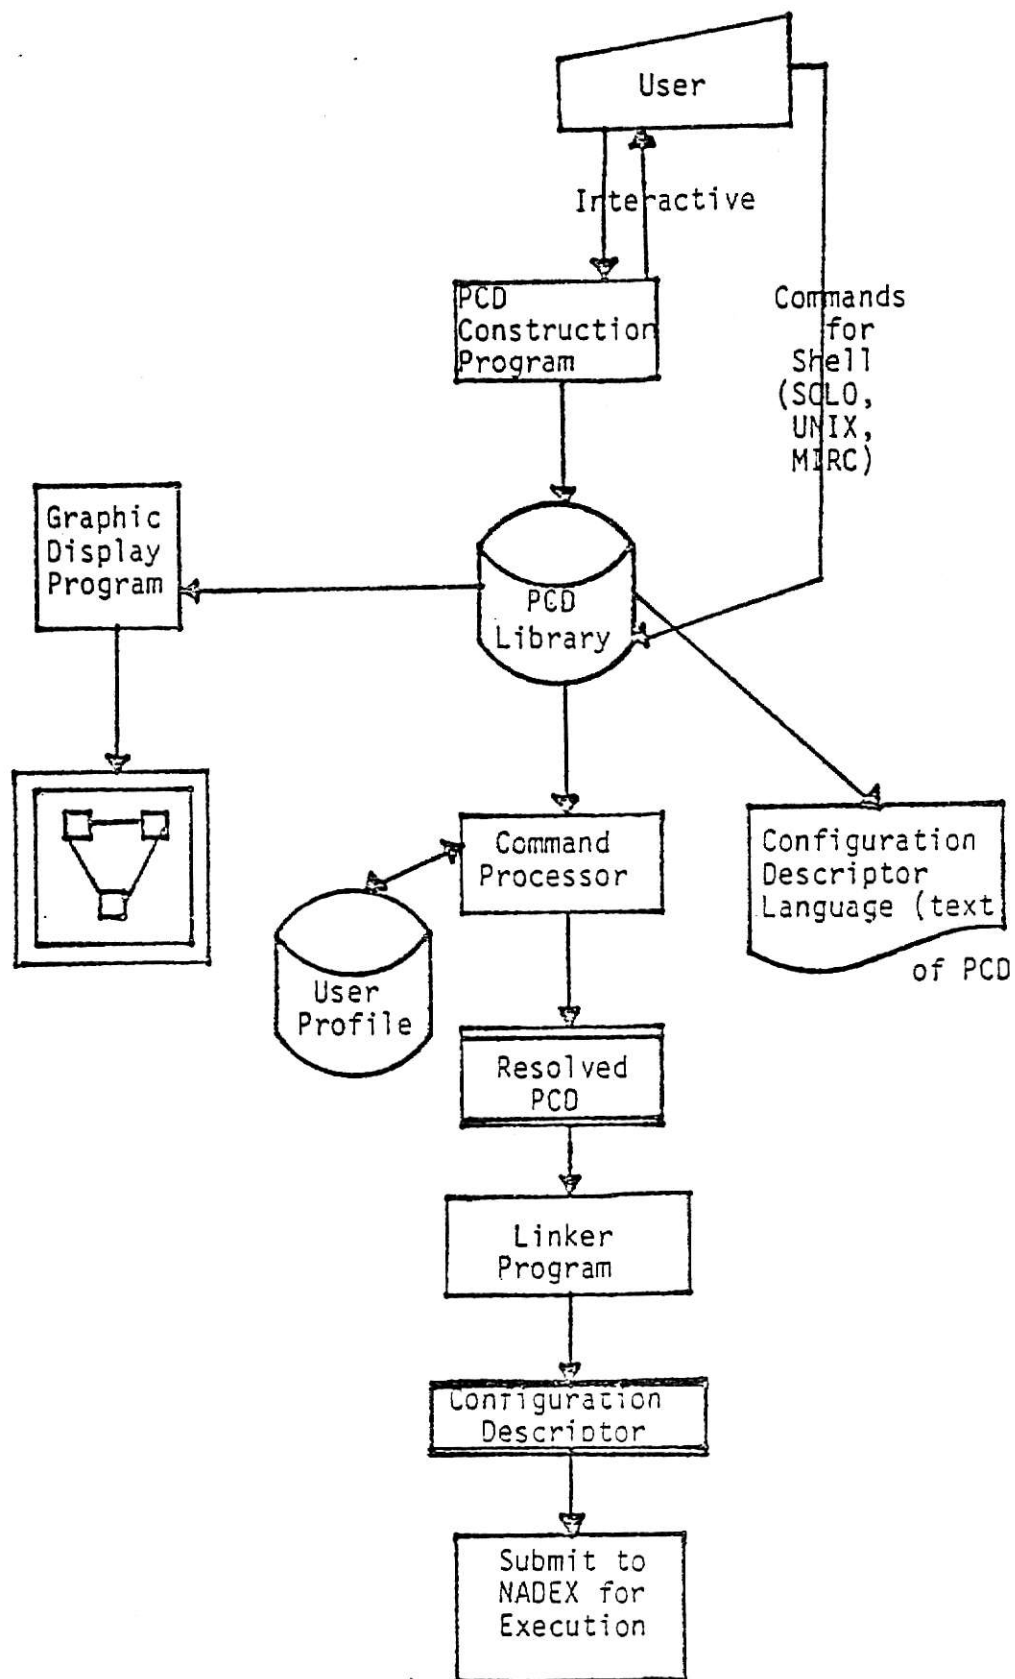 User
Interactive
PCD
Construction
Program
Commands
for
Shell
(SOLO,
UNIX,
MIRC)
Graphic
Display
Program
PCD
Library
Command
Processor
Configuration
Descriptor
Language (text
of PCD
User
Profile
Resolved
PCD
Linker
Program
Configuration
Descriptor
Submit to
NADEX for
Execution